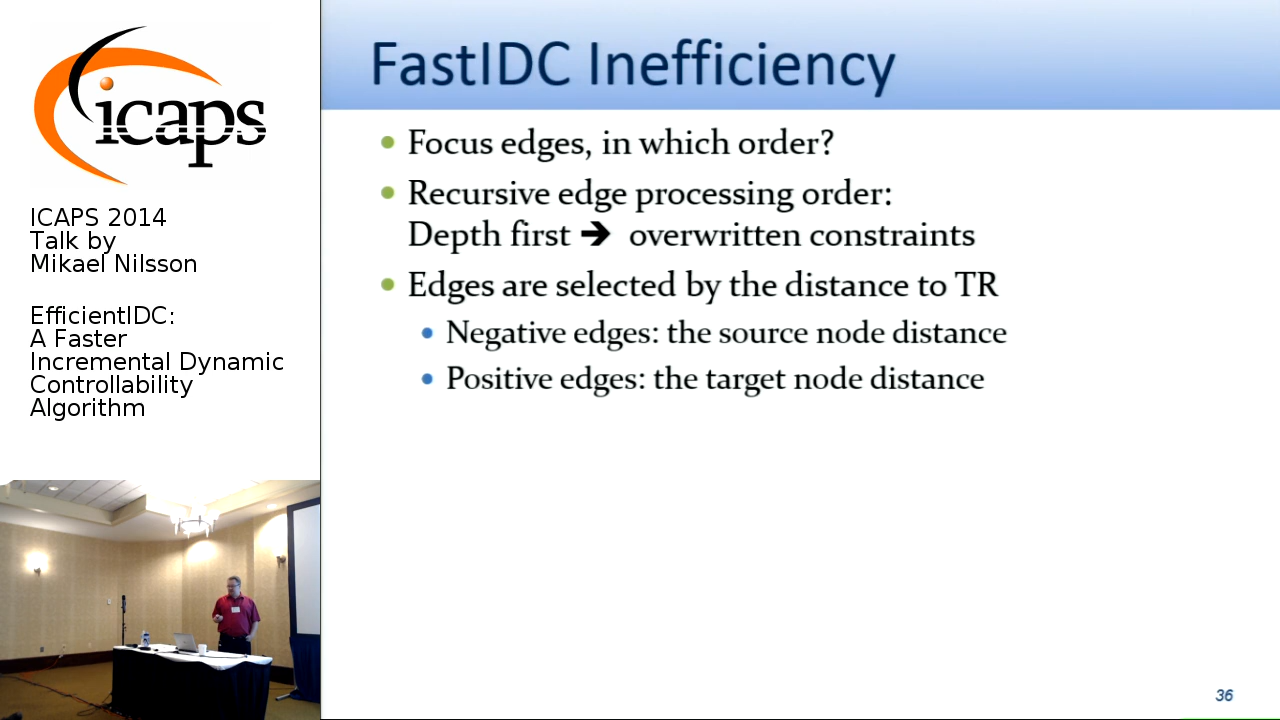 icaps
ICAPS 2014
Talk by
Mikael Nilsson
EfficientIDC:
A Faster
Incremental Dynamic
Controllability
Algorithm
FastIDC Inefficiency
• Focus edges, in which order?
• Recursive edge processing order:
Depth first ➔ overwritten constraints
• Edges are selected by the distance to TR
• Negative edges: the source node distance
• Positive edges: the target node distance
36